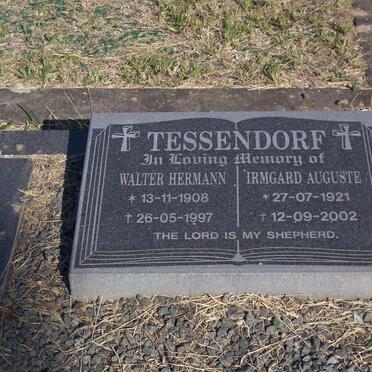 TESSENDORF
In Loving Memory of
WALTER HERMANN IRMGARD AUGUSTE
* 13-11-1908 * 27-07-1921
† 26-05-1997 † 12-09-2002
THE LORD IS MY SHEPHERD.